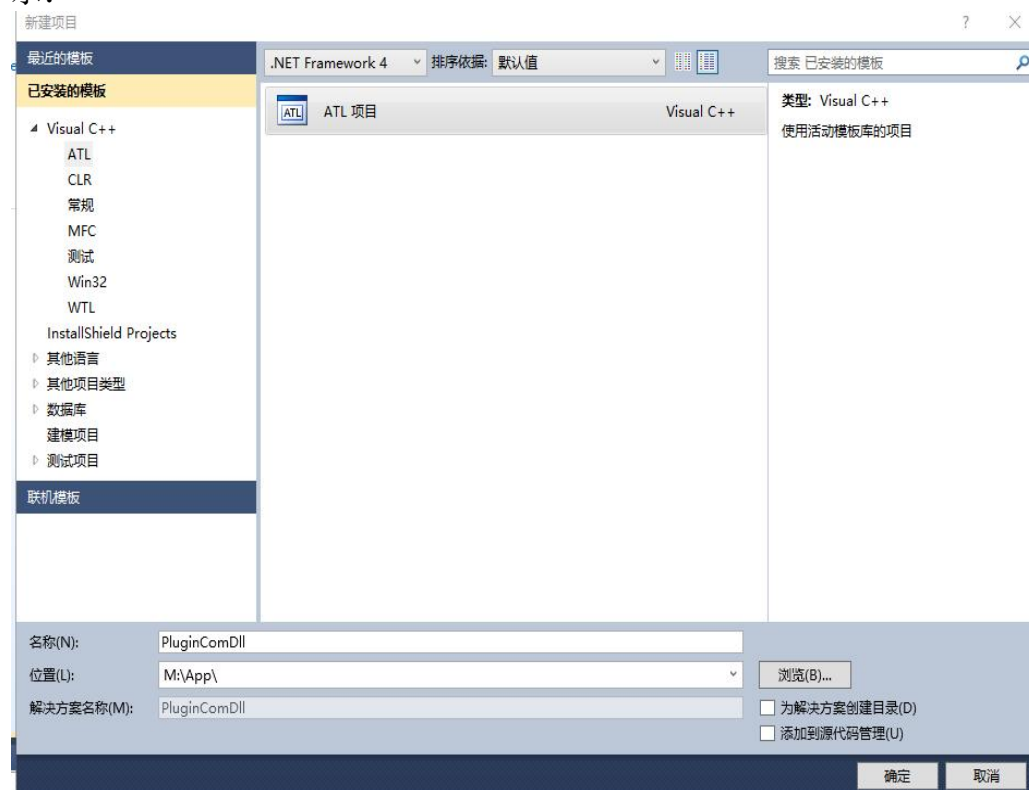 新建项目
最近的模板
.NET Framework 4 排序依据: 默认值
搜索 已安装的模板
已安装的模板
Visual C++
ATL
CLR
常规
MFC
测试
Win32
WTL
InstallShield Projects
其他语言
其他项目类型
数据库
建模项目
测试项目
联机模板
ATL ATL 项目 Visual C++
类型: Visual C++
使用活动模板库的项目
名称(N): PluginComDll
位置(L): M:\App\ 浏览(B)...
解决方案名称(M): PluginComDll
为解决方案创建目录(D)
添加到源代码管理(U)
确定 取消